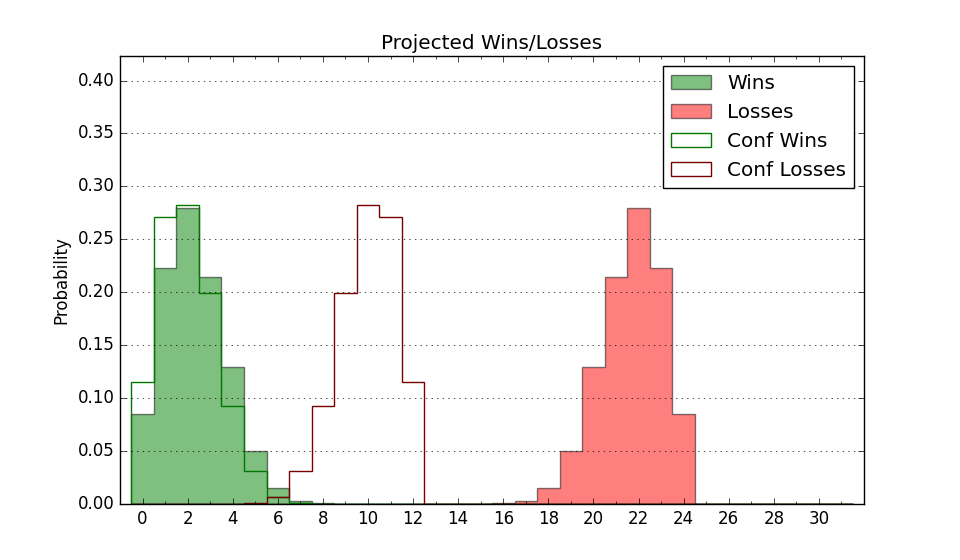 Projected Wins/Losses
Wins
Losses
Conf Wins
Conf Losses
Probability
0.40
0.35
0.30
0.25
0.20
0.15
0.10
0.05
0.00
0 2 4 6 8 10 12 14 16 18 20 22 24 26 28 30